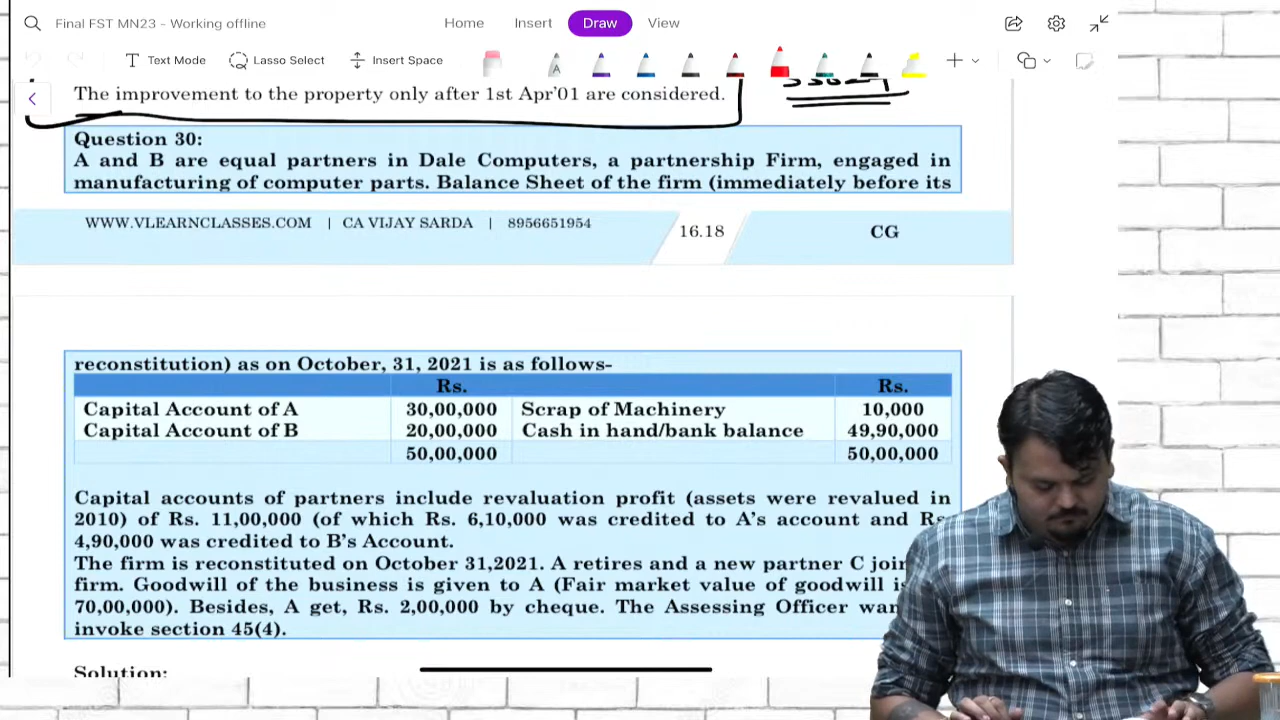 Final FST MN23 - Working offline
Home Insert Draw View
Text Mode Lasso Select Insert Space
The improvement to the property only after 1st Apr'01 are considered.
Question 30:
A and B are equal partners in Dale Computers, a partnership Firm, engaged in
manufacturing of computer parts. Balance Sheet of the firm (immediately before its
WWW.VLEARNCLASSES.COM | CA VIJAY SARDA | 8956651954
16.18
CG
reconstitution) as on October, 31, 2021 is as follows-
Rs. Rs.
Capital Account of A 30,00,000 Scrap of Machinery 10,000
Capital Account of B 20,00,000 Cash in hand/bank balance 49,90,000
50,00,000 50,00,000
Capital accounts of partners include revaluation profit (assets were revalued in
2010) of Rs. 11,00,000 (of which Rs. 6,10,000 was credited to A's account and Rs
4,90,000 was credited to B's Account.
The firm is reconstituted on October 31,2021. A retires and a new partner C join
firm. Goodwill of the business is given to A (Fair market value of goodwill is
70,00,000). Besides, A get, Rs. 2,00,000 by cheque. The Assessing Officer wan
invoke section 45(4).
Solution: